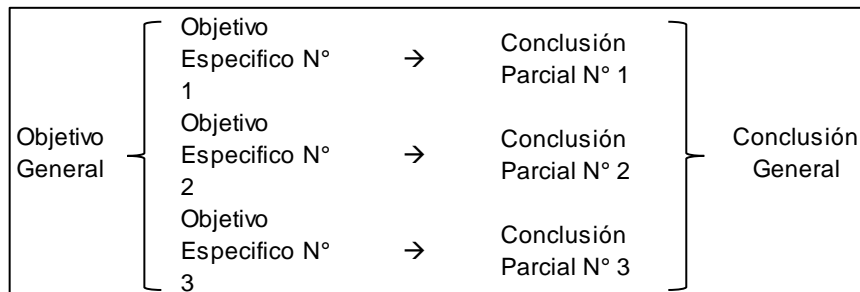 Objetivo
General
Objetivo
Especifico N°
1
→
Conclusión
Parcial N° 1
Objetivo
Especifico N°
2
→
Conclusión
Parcial N° 2
Objetivo
Especifico N°
3
→
Conclusión
Parcial N° 3
Conclusión
General